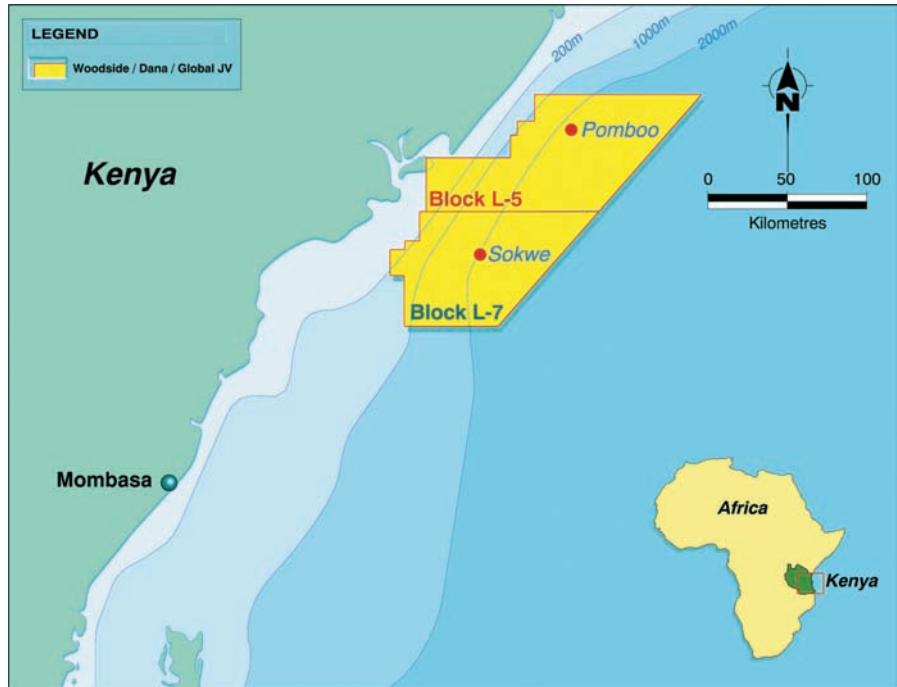 LEGEND
Woodside / Dana / Global JV
200m
1000m
2000m
N
Pomboo
Kenya
0 50 100
Kilometres
Block L-5
Sokwe
Block L-7
Mombasa
Africa
Kenya